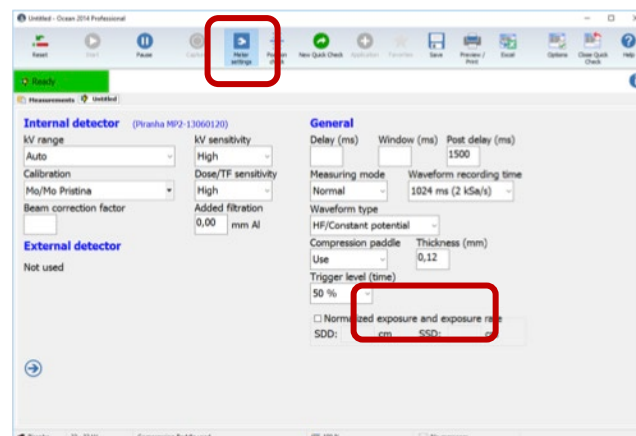 Untitled - Ocean 2014 Professional
Reset Start Pause Capture Meter settings Position check New Quick Check Application Favorites Save Preview / Print Excel Options Close Quick Check Help
Ready
Measurements Untitled
Internal detector (Piranha MP2-13060120)
General
kV range kV sensitivity Delay (ms) Window (ms) Post delay (ms)
Auto High 1500
Calibration Dose/TF sensitivity Measuring mode Waveform recording time
Mo/Mo Pristina High Normal 1024 ms (2 kSa/s)
Beam correction factor Added filtration Waveform type
0,00 mm Al HF/Constant potential
External detector Compression paddle Thickness (mm)
Not used Use 0,12
Trigger level (time)
50 %
Normalized exposure and exposure rate
SDD: cm SSD: cm